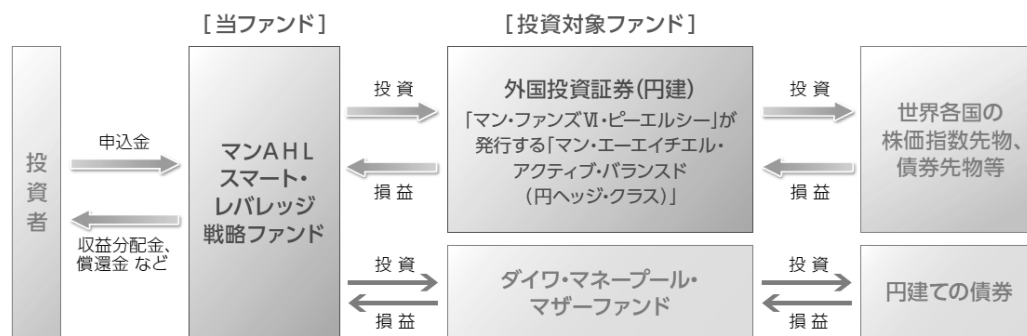 [当ファンド]
[投資対象ファンド]
投資者
申込金
収益分配金、
償還金 など
マンAHL
スマート・
レバレッジ
戦略ファンド
投 資
損 益
外国投資証券(円建)
「マン・ファンズⅥ・ピーエルシー」が
発行する「マン・エーエイチエル・
アクティブ・バランスド
(円ヘッジ・クラス)」
投 資
損 益
世界各国の
株価指数先物、
債券先物等
投 資
損 益
ダイワ・マネープール・
マザーファンド
投 資
損 益
円建ての債券